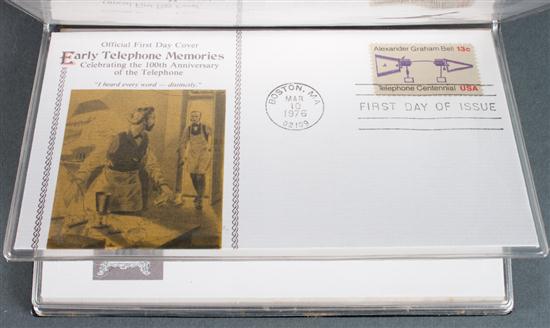 Official First Day Cover
Early Telephone Memories
Celebrating the 100th Anniversary
of the Telephone
"I heard every word — distinctly."
BOSTON, MA
MAR
10
1976
02109
Alexander Graham Bell 13c
Telephone Centennial USA
FIRST DAY OF ISSUE